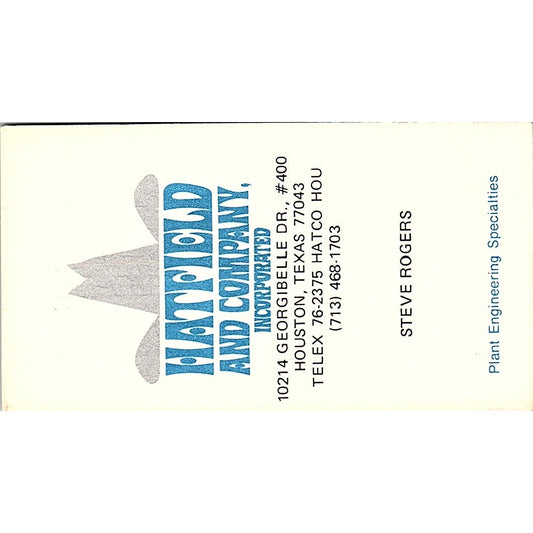 HATFIELD
AND COMPANY,
INCORPORATED
10214 GEORGIBELLE DR., #400
HOUSTON, TEXAS 77043
TELEX 76-2375 HATCO HOU
(713) 468-1703
STEVE ROGERS
Plant Engineering Specialties